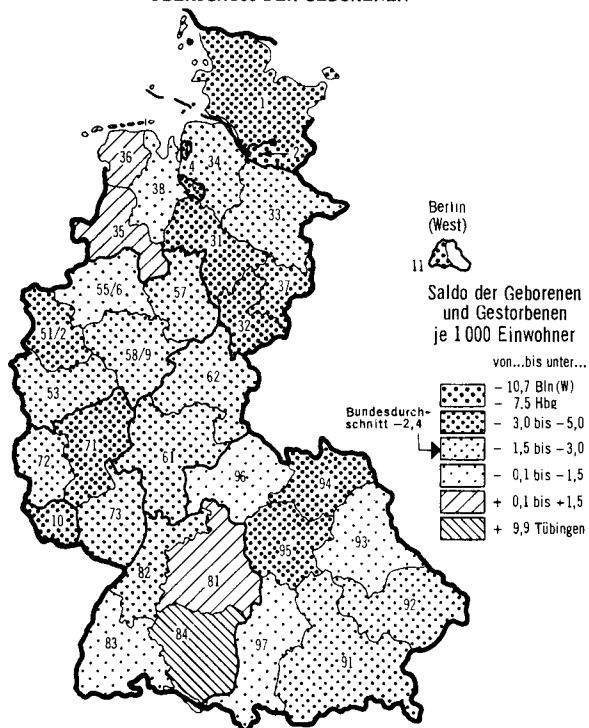 1
2
36
4
34
38
33
35
31
Berlin
(West)
11
55/6
57
37
Saldo der Geborenen
und Gestorbenen
je 1000 Einwohner
51/2
32
58/9
62
von...bis unter...
53
- 10,7 Bln(W)
- 7.5 Hbg
Bundesdurch-
schnitt -2,4
- 3,0 bis -5,0
71
61
- 1,5 bis -3,0
72
96
94
- 0,1 bis -1,5
10
73
+ 0,1 bis +1,5
95
93
+ 9,9 Tübingen
82
81
92
83
84
97
91